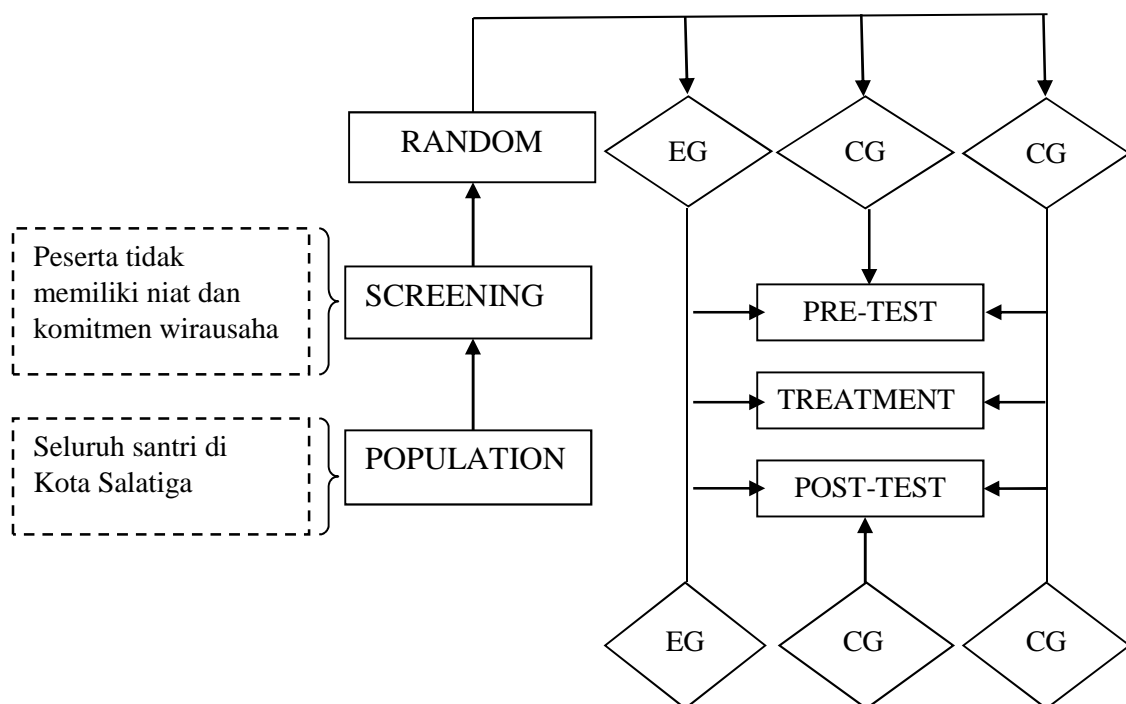 RANDOM
EG
CG
CG
Peserta tidak
memiliki niat dan
komitmen wirausaha
SCREENING
PRE-TEST
TREATMENT
Seluruh santri di
Kota Salatiga
POPULATION
POST-TEST
EG
CG
CG